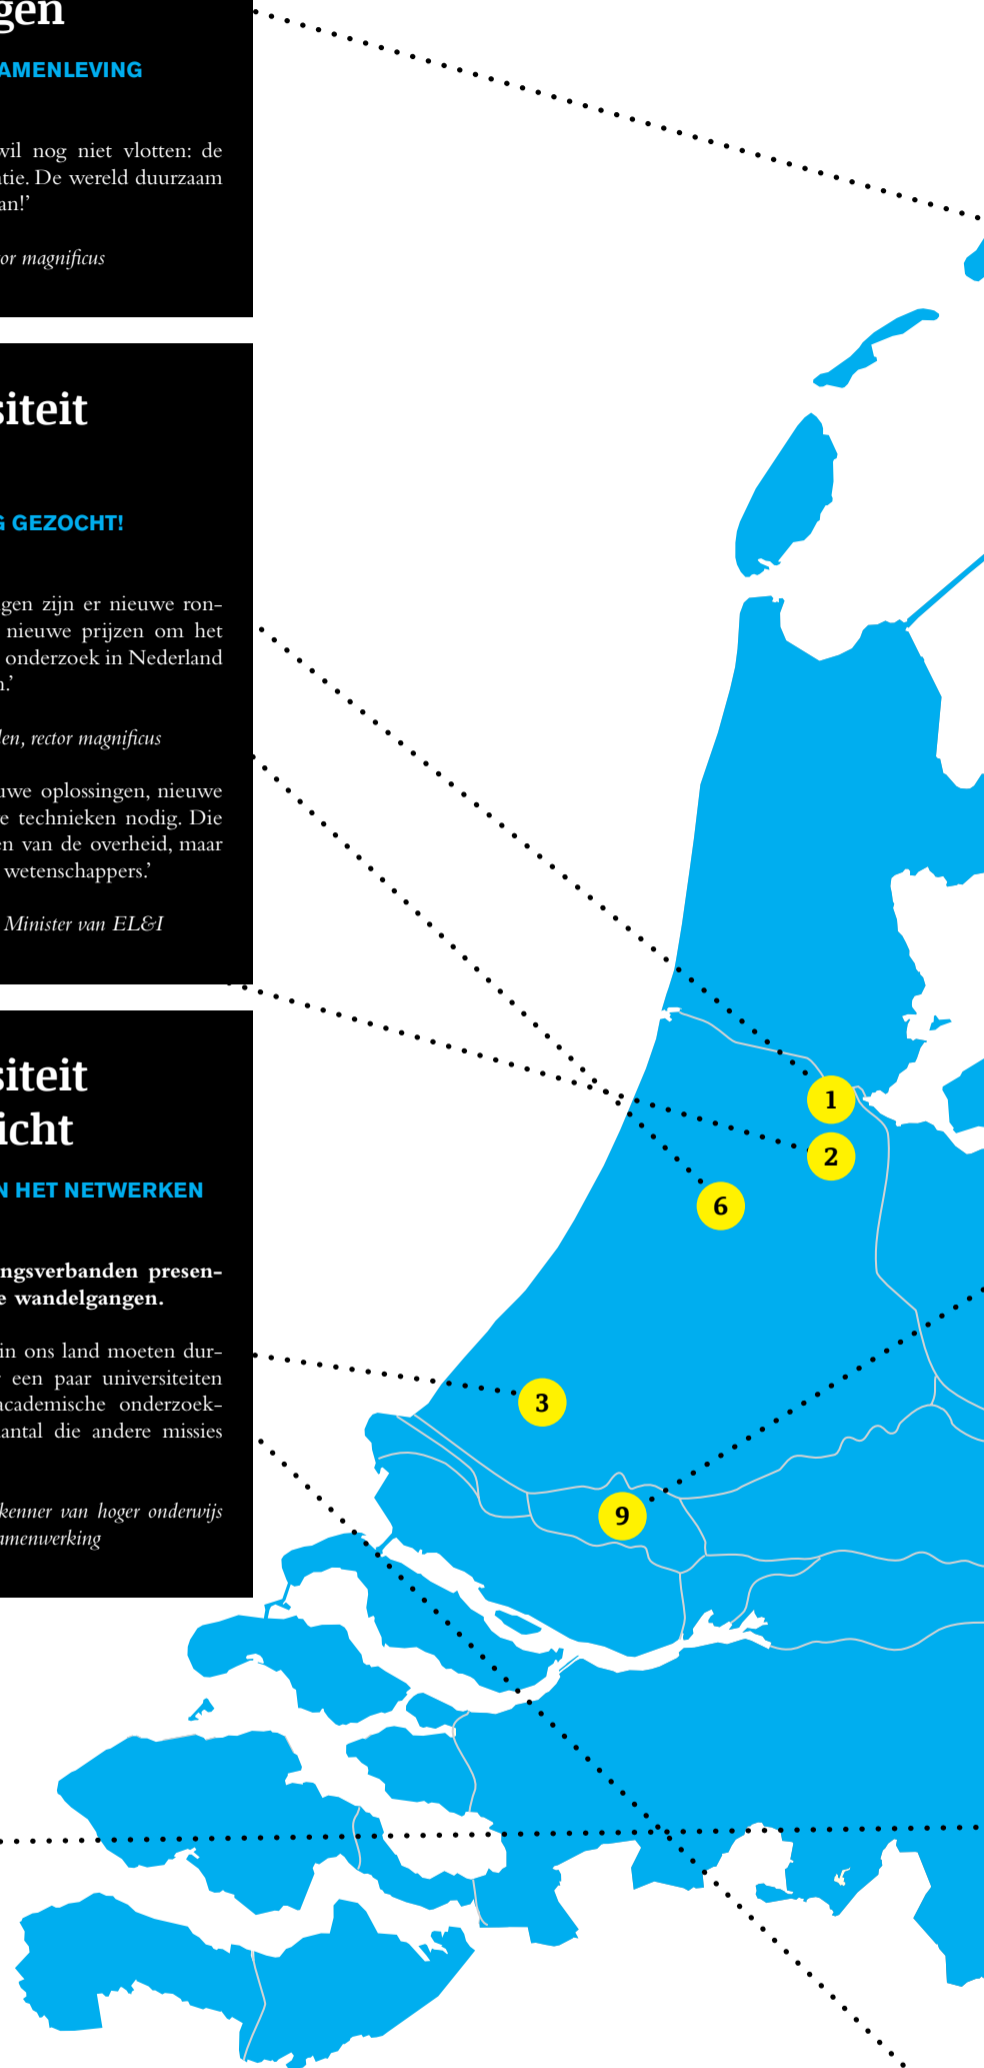 gen
AMENLEVING
wil nog niet vlotten: de
tie. De wereld duurzaam
an!’
or magnificus
siteit
G GEZOCHT!
gen zijn er nieuwe ron-
nieuwe prijzen om het
onderzoek in Nederland
n.’
len, rector magnificus
uwe oplossingen, nieuwe
e technieken nodig. Die
en van de overheid, maar
wetenschappers.’
Minister van EL&I
siteit
icht
N HET NETWERKEN
ngsverbanden presen-
e wandelgangen.
in ons land moeten dur-
een paar universiteiten
academische onderzoek-
antal die andere missies
kenner van hoger onderwijs
amenwerking
1
2
6
3
9